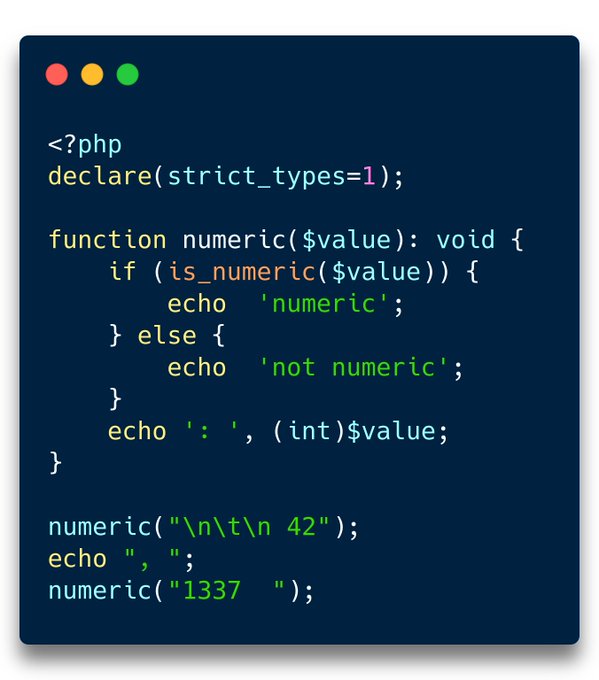 <?php
declare(strict_types=1);

function numeric($value): void {
    if (is_numeric($value)) {
        echo  'numeric';
    } else {
        echo  'not numeric';
    }
    echo ': ', (int)$value;
}

numeric("\n\t\n 42");
echo ", ";
numeric("1337  ");